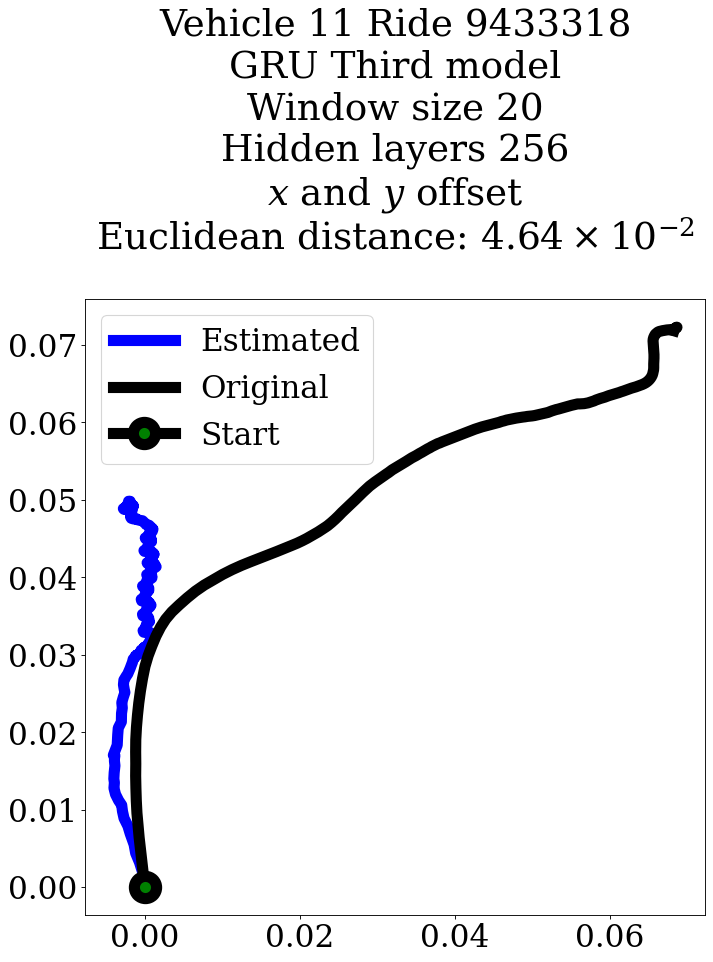 Vehicle 11 Ride 9433318
GRU Third model
Window size 20
Hidden layers 256
x and y offset
Euclidean distance: 4.64 × 10⁻²
Estimated
Original
Start
0.07
0.06
0.05
0.04
0.03
0.02
0.01
0.00
0.00 0.02 0.04 0.06